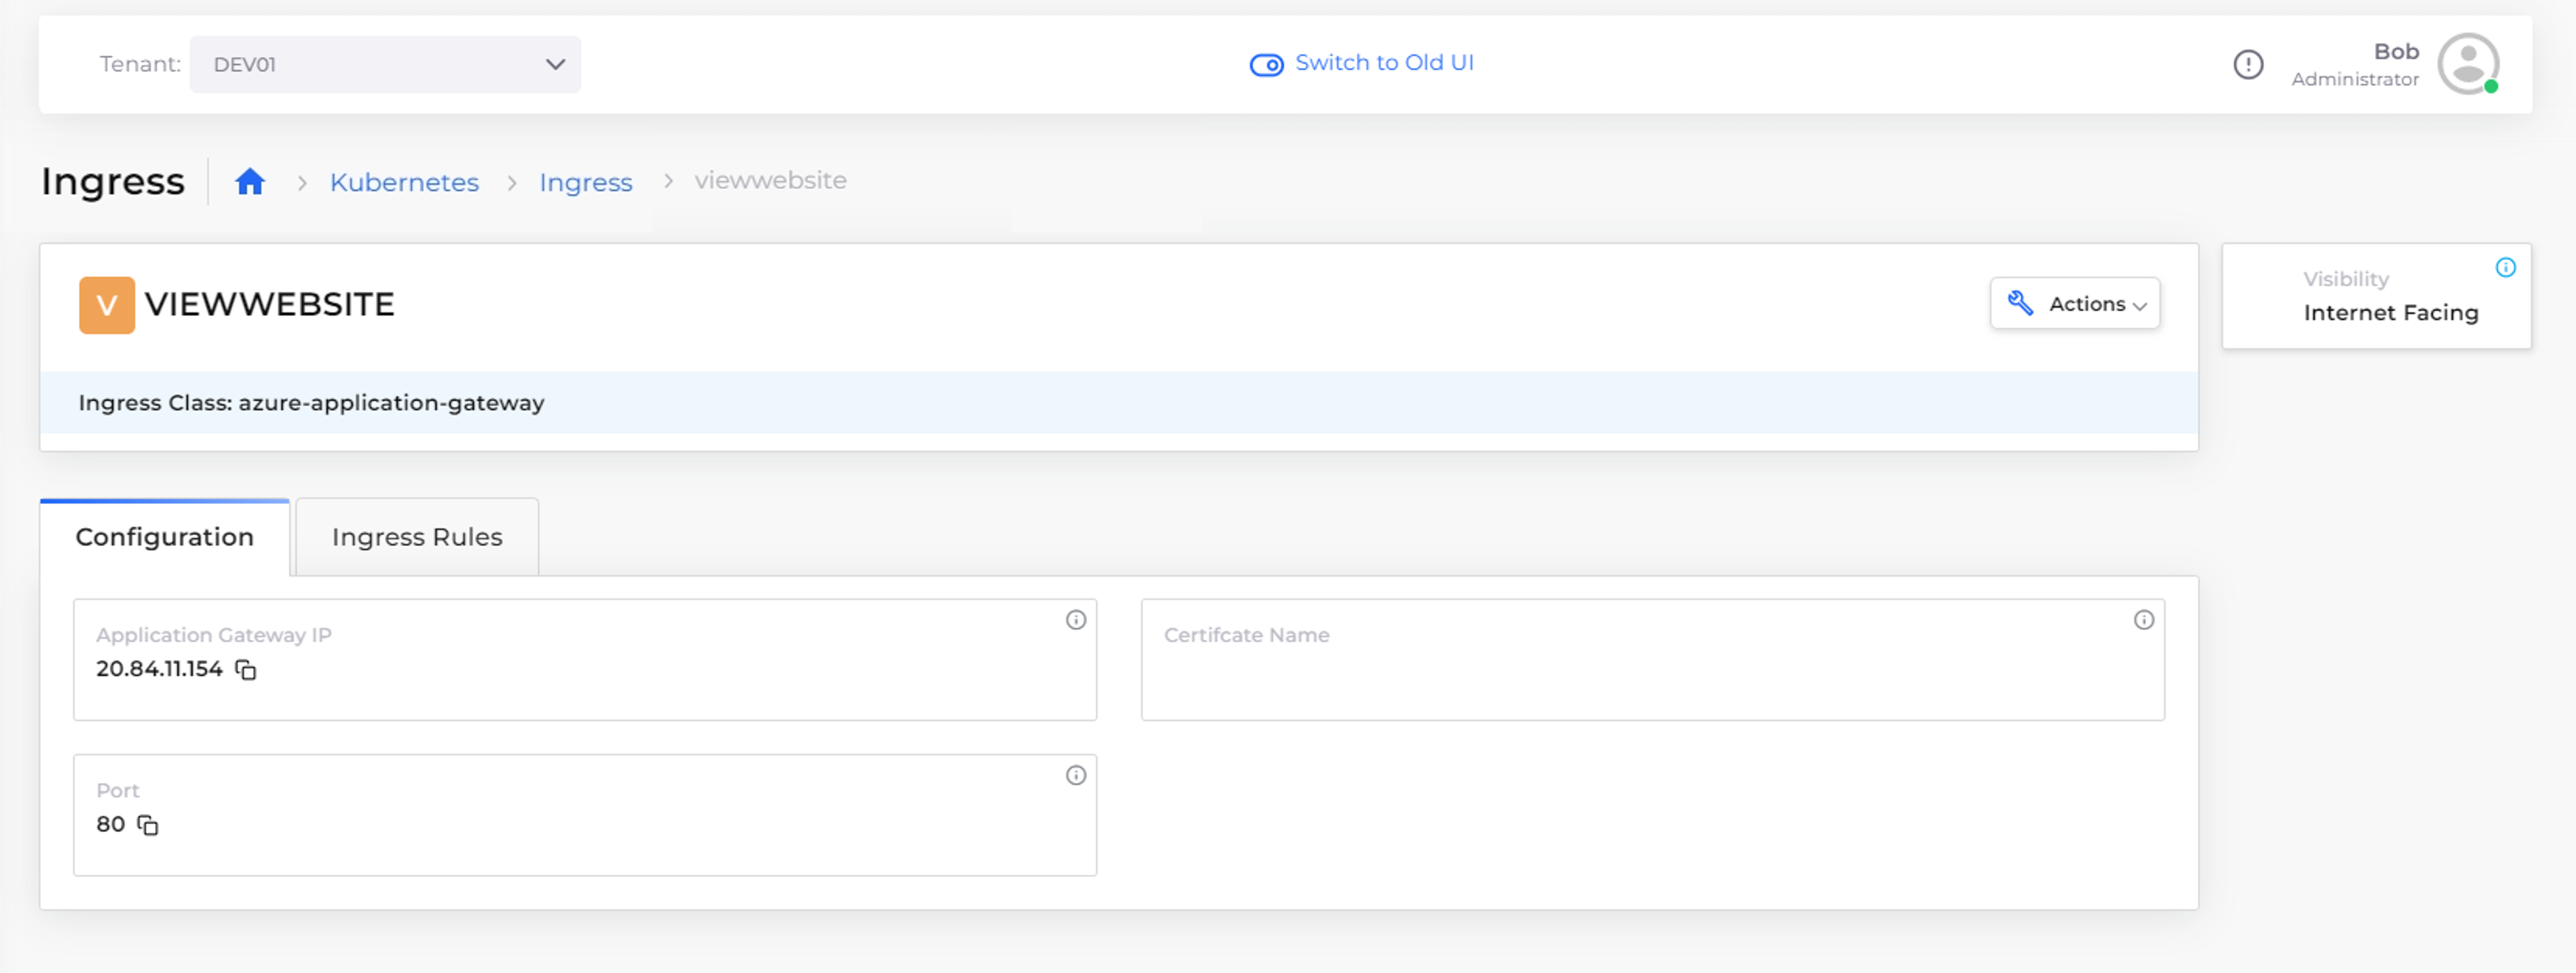 Tenant: DEV01
Switch to Old UI
Bob
Administrator
Ingress
Kubernetes
Ingress
viewwebsite
V VIEWWEBSITE
Actions
Visibility
Internet Facing
Ingress Class: azure-application-gateway
Configuration
Ingress Rules
Application Gateway IP
20.84.11.154
Certifcate Name
Port
80